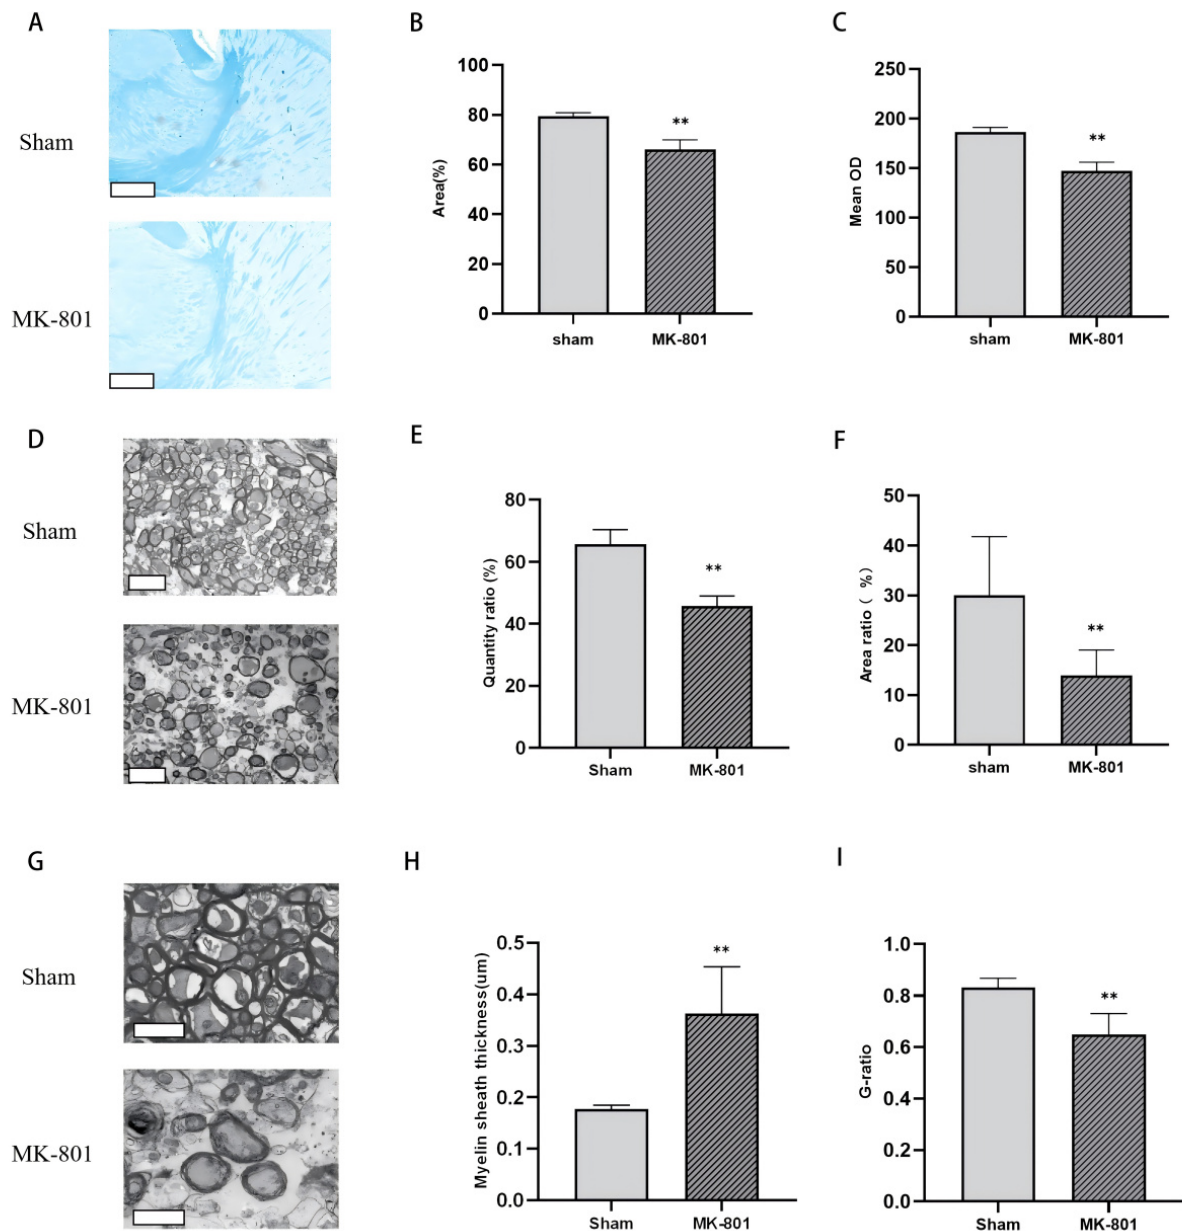 A
Sham
MK-801
B
Area(%)
100
80
60
40
20
0
**
sham
MK-801
C
Mean OD
250
200
150
100
50
0
**
sham
MK-801
D
Sham
MK-801
E
Quantity ratio (%)
80
60
40
20
0
**
Sham
MK-801
F
Area ratio ( %)
50
40
30
20
10
0
**
sham
MK-801
G
Sham
MK-801
H
Myelin sheath thickness(um)
0.5
0.4
0.3
0.2
0.1
0.0
**
Sham
MK-801
I
G-ratio
1.0
0.8
0.6
0.4
0.2
0.0
**
Sham
MK-801